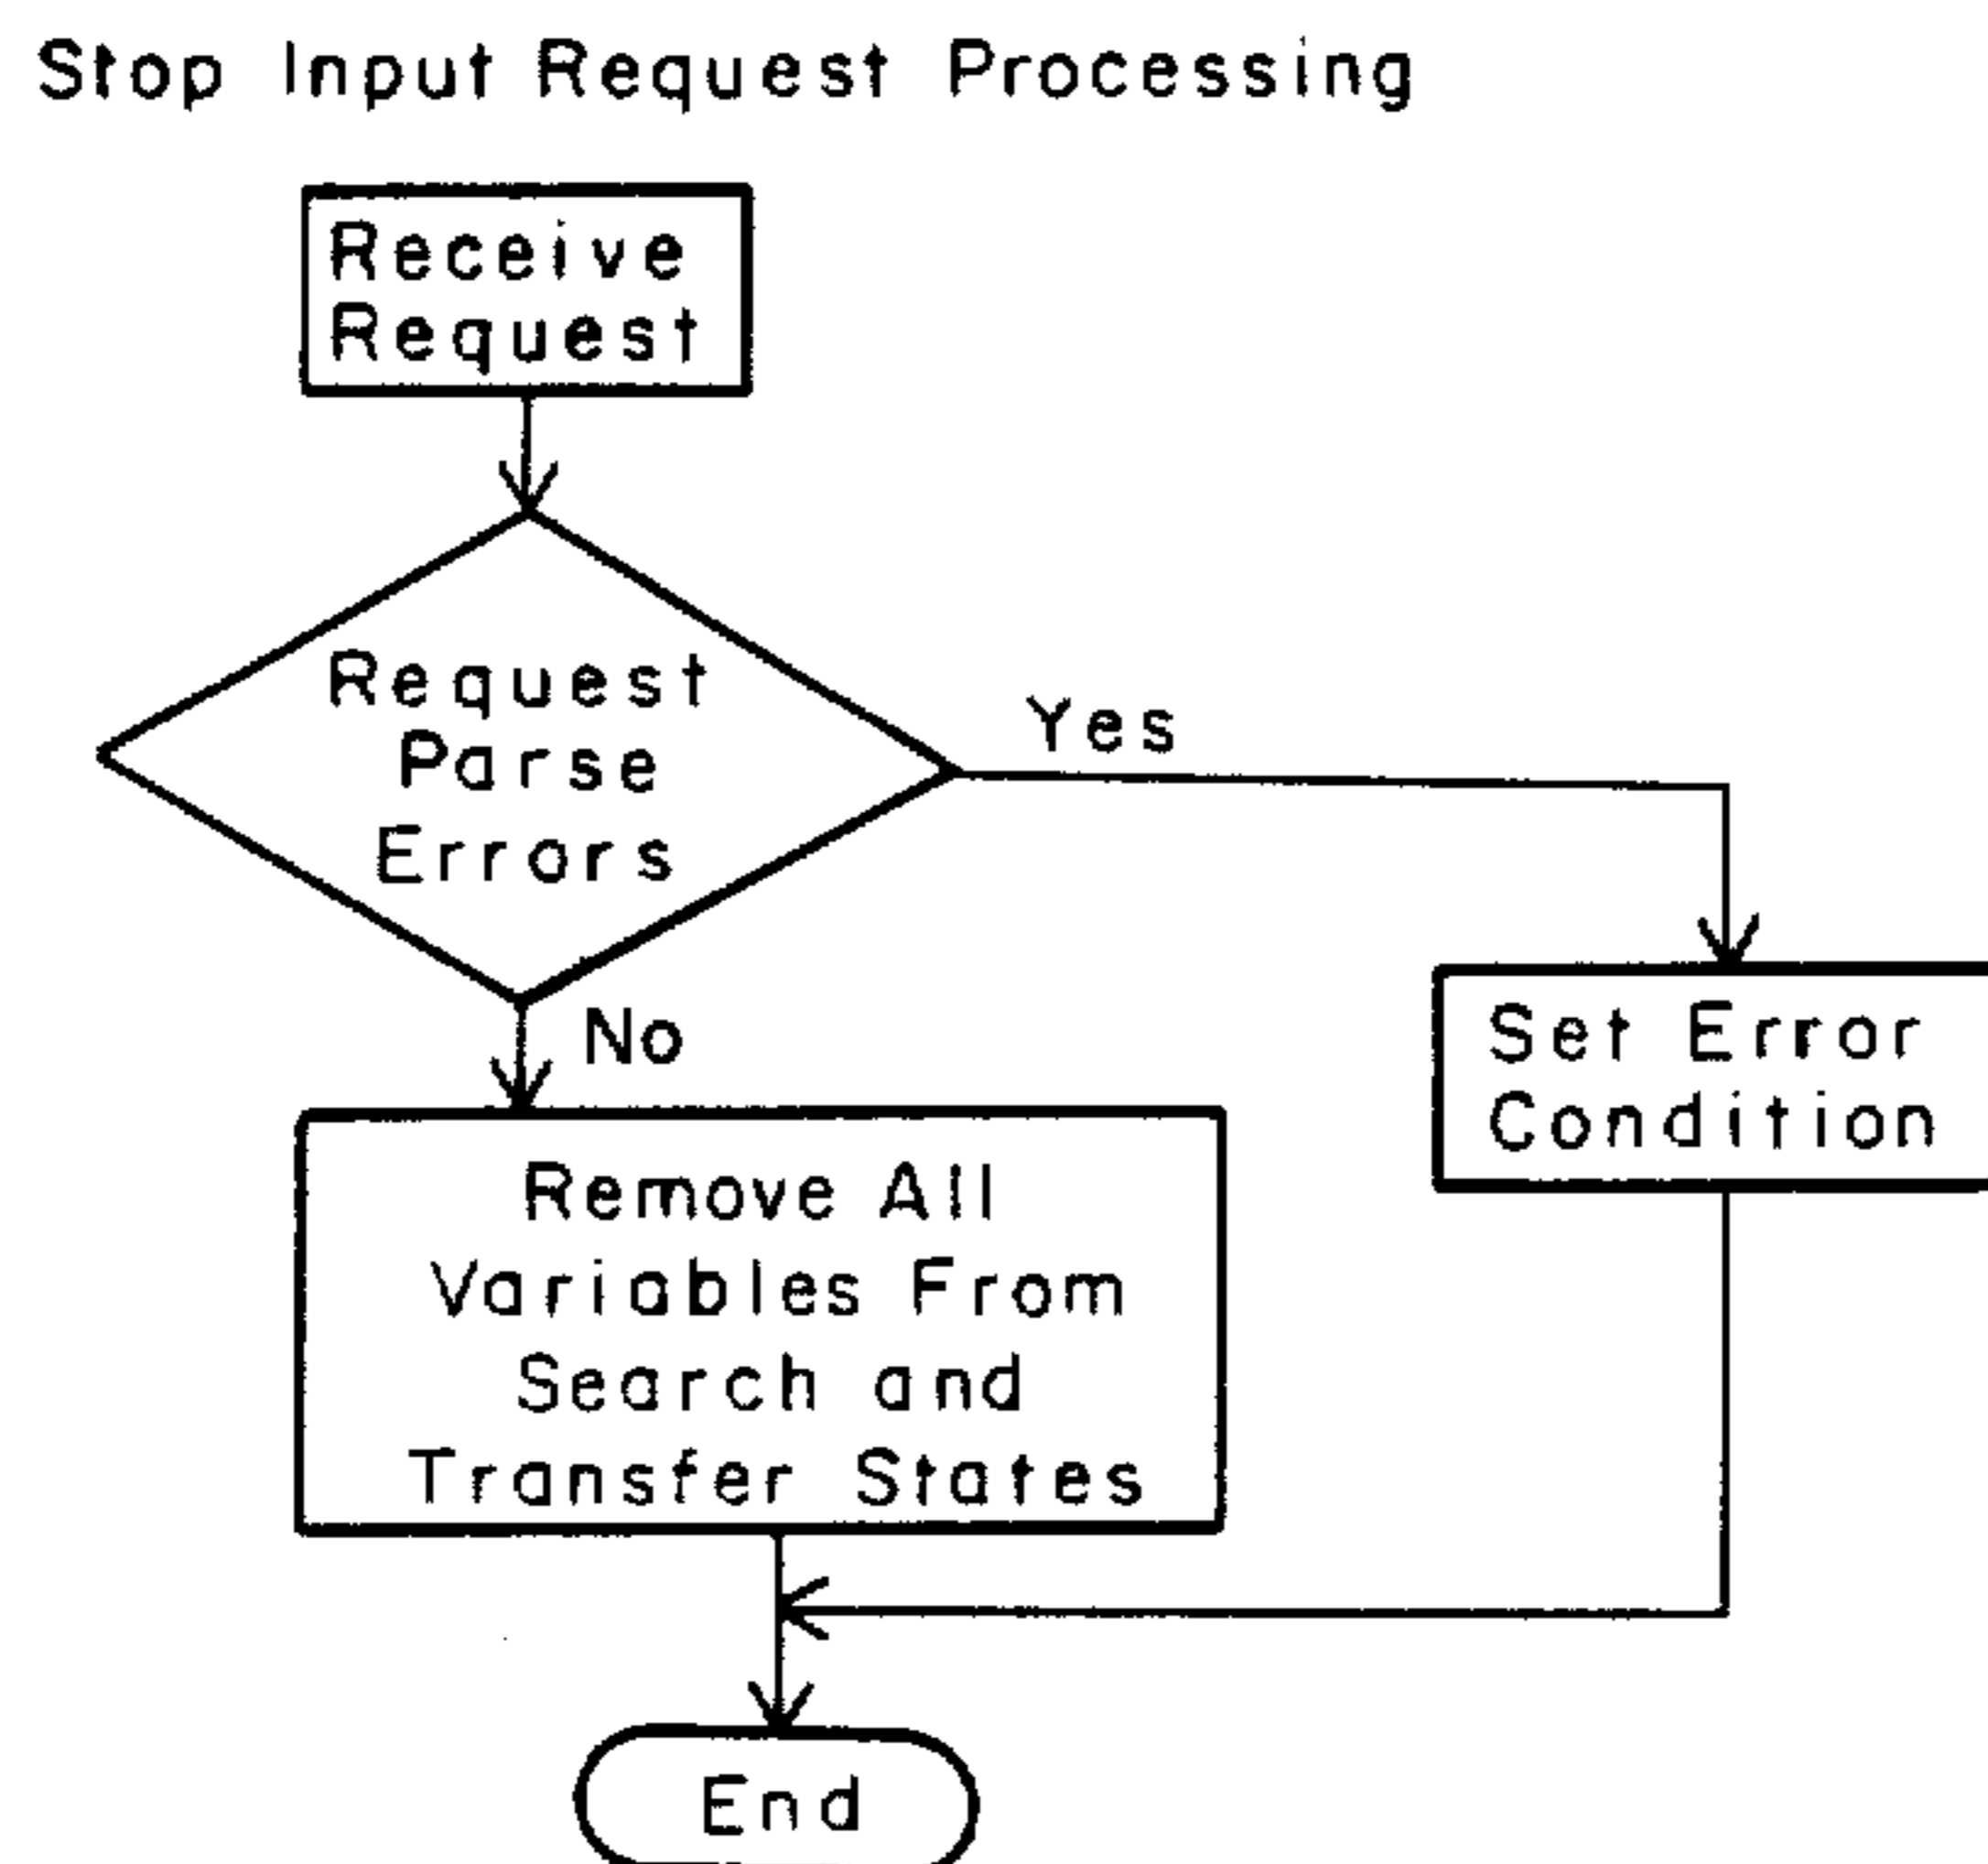 Stop Input Request Processing
Receive
Request
Request
Parse
Errors
Yes
No
Set Error
Condition
Remove All
Variables From
Search and
Transfer States
End